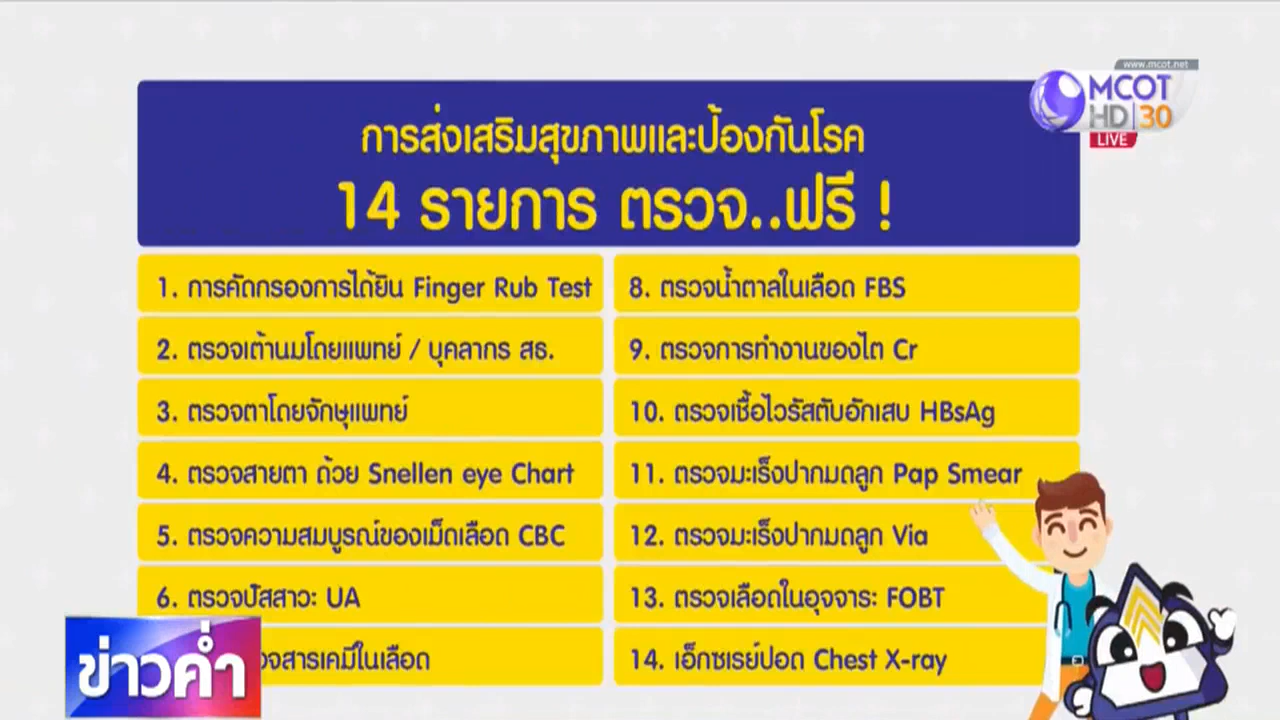 www.mcot.net
MCOT
HD 30
LIVE
การส่งเสริมสุขภาพและป้องกันโรค
14 รายการ ตรวจ..ฟรี !
1. การคัดกรองการได้ยิน Finger Rub Test
2. ตรวจเต้านมโดยแพทย์ / บุคลากร สธ.
3. ตรวจตาโดยจักษุแพทย์
4. ตรวจสายตา ด้วย Snellen eye Chart
5. ตรวจความสมบูรณ์ของเม็ดเลือด CBC
6. ตรวจปัสสาวะ UA
จสารเคมีในเลือด
8. ตรวจน้ำตาลในเลือด FBS
9. ตรวจการทำงานของไต Cr
10. ตรวจเชื้อไวรัสตับอักเสบ HBsAg
11. ตรวจมะเร็งปากมดลูก Pap Smear
12. ตรวจมะเร็งปากมดลูก Via
13. ตรวจเลือดในอุจจาระ FOBT
14. เอ็กซเรย์ปอด Chest X-ray
ข่าวค่ำ